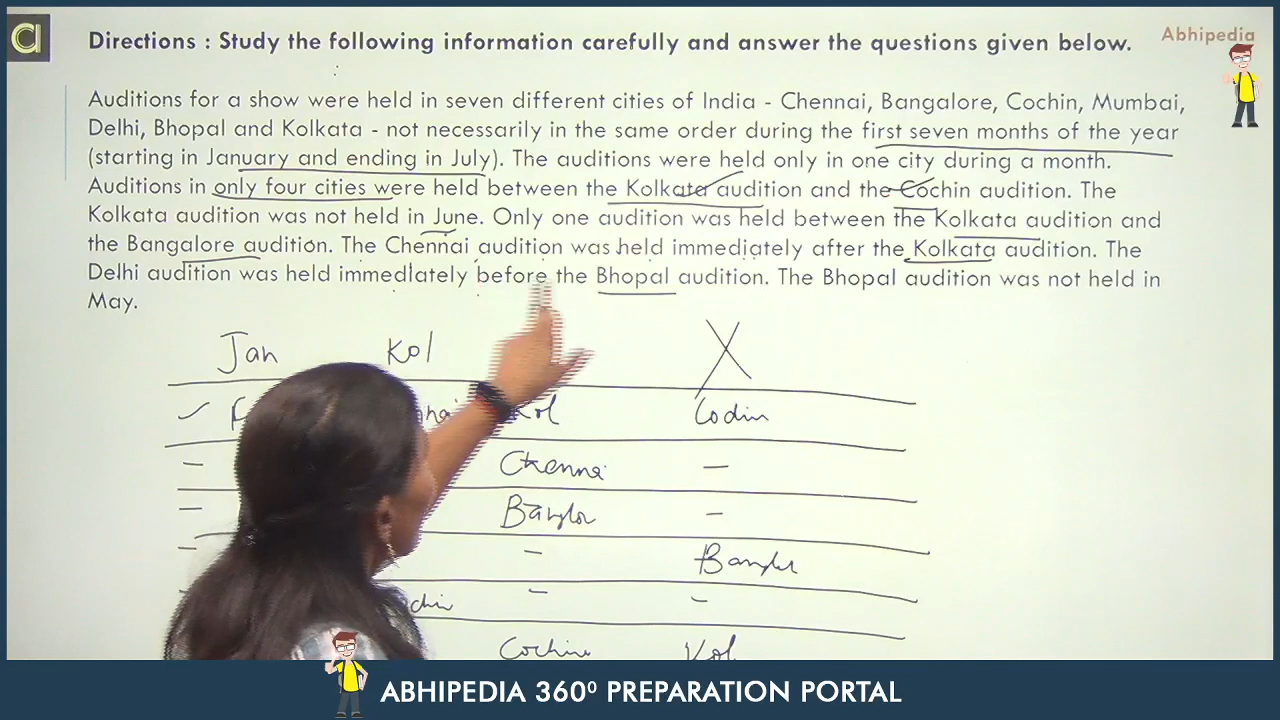 Abhipedia
Directions : Study the following information carefully and answer the questions given below.
Auditions for a show were held in seven different cities of India - Chennai, Bangalore, Cochin, Mumbai,
Delhi, Bhopal and Kolkata - not necessarily in the same order during the first seven months of the year
(starting in January and ending in July). The auditions were held only in one city during a month.
Auditions in only four cities were held between the Kolkata audition and the Cochin audition. The
Kolkata audition was not held in June. Only one audition was held between the Kolkata audition and
the Bangalore audition. The Chennai audition was held immediately after the Kolkata audition. The
Delhi audition was held immedlately before the Bhopal audition. The Bhopal audition was not held in
May.
Jan Kol
Kol Codin
Chennai -
Banglor -
- Bangle
- -
Cochin Kol
ABHIPEDIA 360⁰ PREPARATION PORTAL